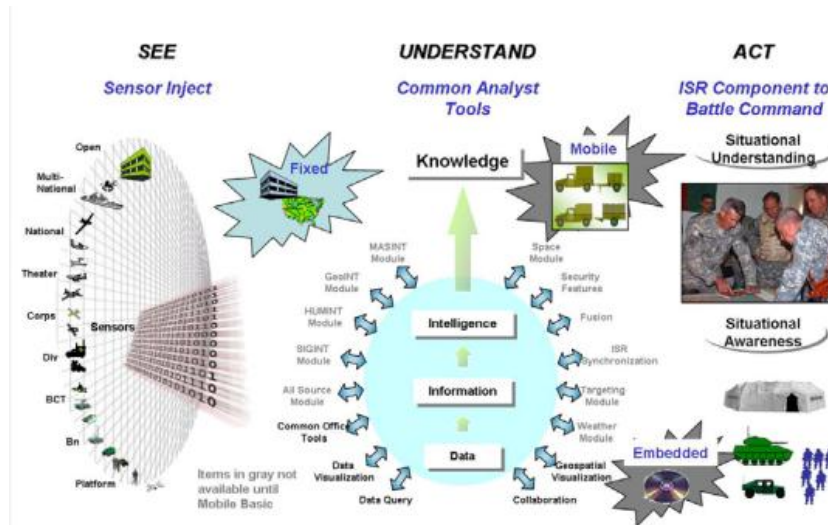 SEE
Sensor Inject
UNDERSTAND
Common Analyst
Tools
ACT
ISR Component to
Battle Command
Open
Multi-
National
National
Theater
Corps
Sensors
Div
BCT
Bn
Platform
Fixed
Knowledge
Mobile
MASINT
Module
GeoINT
Module
HUMINT
Module
SIGINT
Module
All Source
Module
Common Office
Tools
Data
Visualization
Data Query
Intelligence
Information
Data
Space
Module
Security
Features
Fusion
ISR
Synchronization
Targeting
Module
Weather
Module
Geospatial
Visualization
Collaboration
Items in gray not
available until
Mobile Basic
Situational
Understanding
Situational
Awareness
Embedded